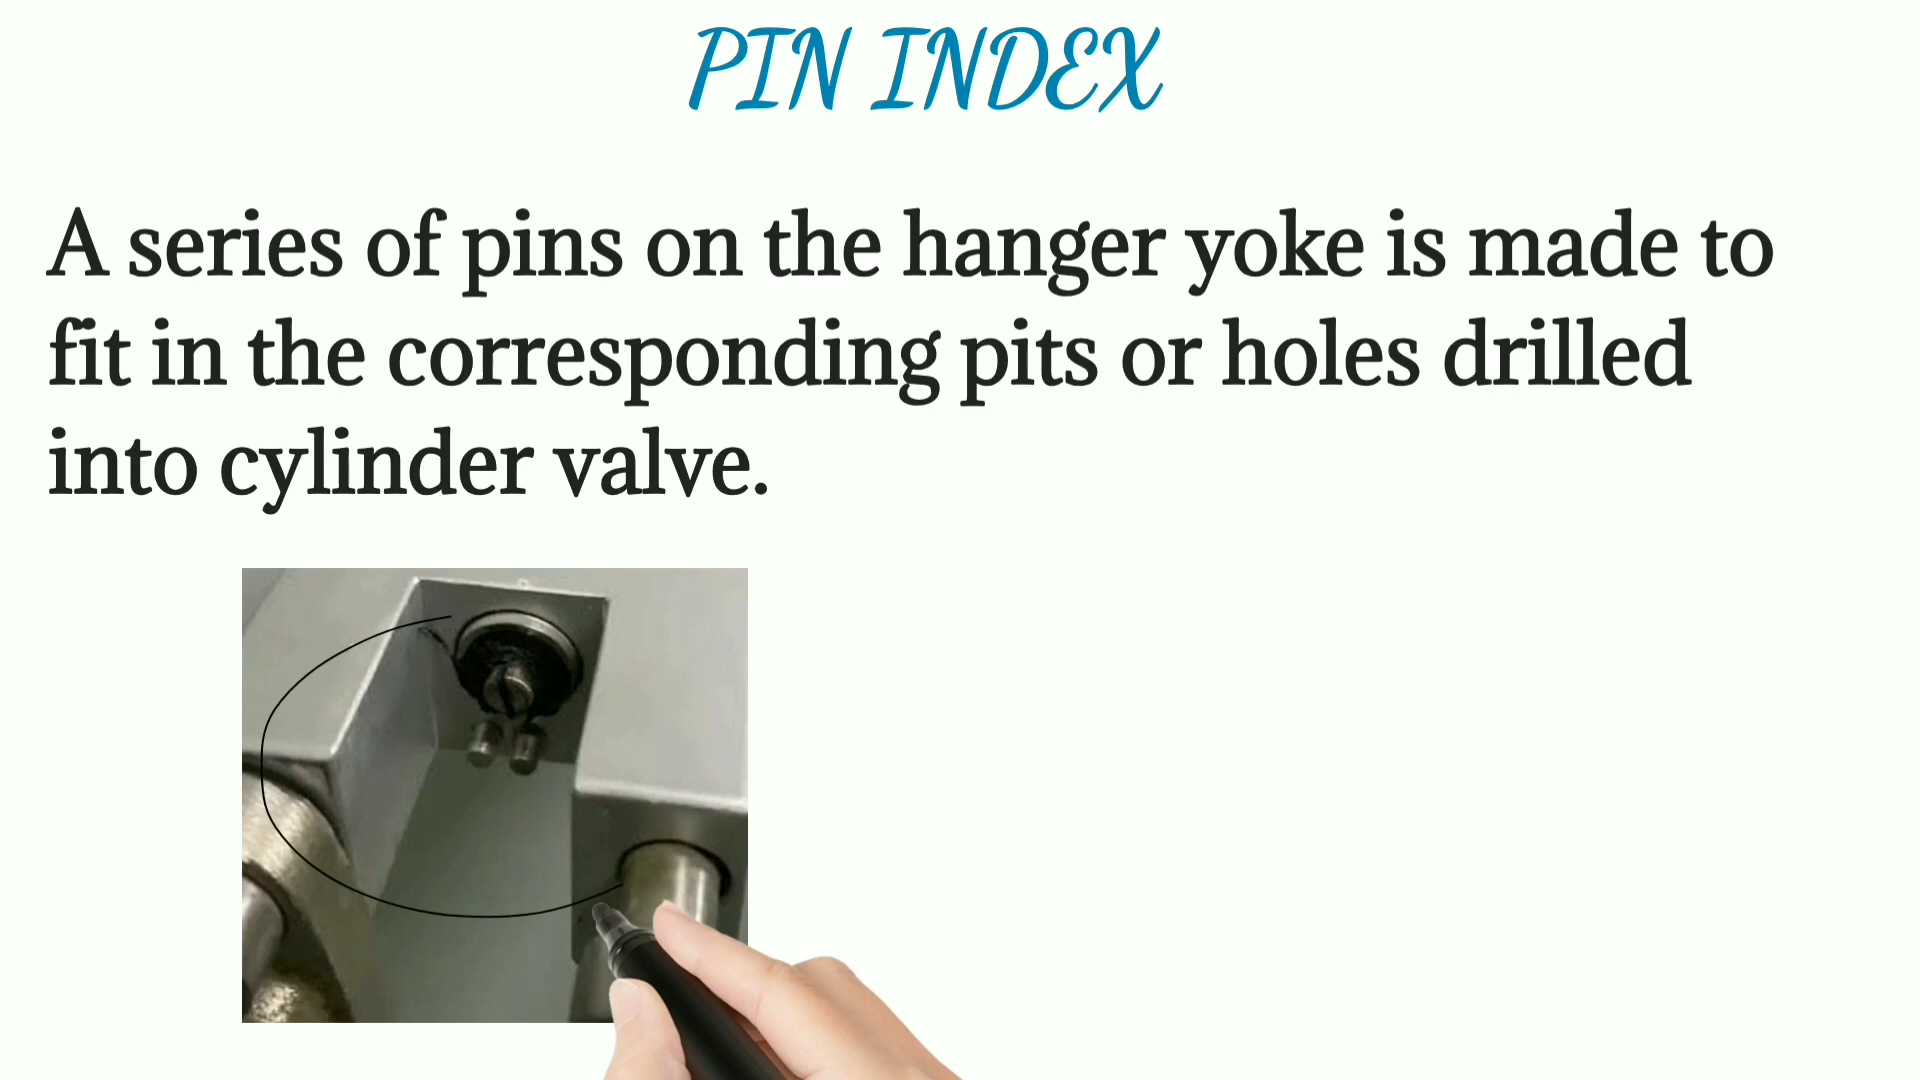 PIN INDEX
A series of pins on the hanger yoke is made to
fit in the corresponding pits or holes drilled
into cylinder valve.